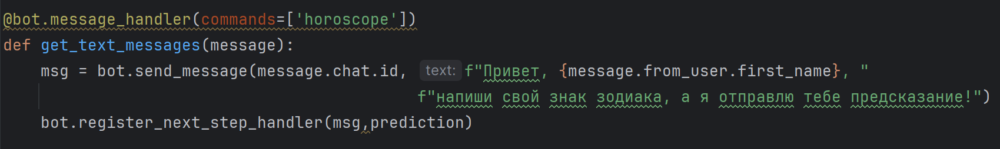 @bot.message_handler(commands=['horoscope'])
def get_text_messages(message):
msg = bot.send_message(message.chat.id, text: f"Привет, {message.from_user.first_name}, "
f"напиши свой знак зодиака, а я отправлю тебе предсказание!")
bot.register_next_step_handler(msg,prediction)